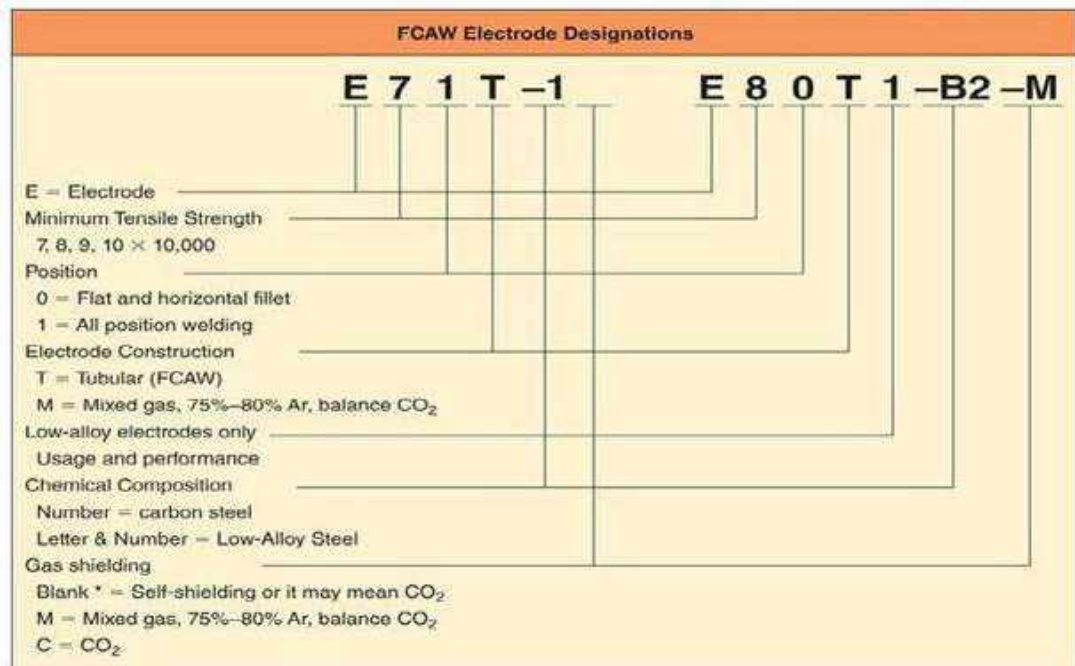 FCAW Electrode Designations
E 7 1 T –1 E 8 0 T 1 –B2 –M
E = Electrode
Minimum Tensile Strength
7, 8, 9, 10 × 10,000
Position
0 = Flat and horizontal fillet
1 = All position welding
Electrode Construction
T = Tubular (FCAW)
M = Mixed gas, 75%–80% Ar, balance CO₂
Low-alloy electrodes only
Usage and performance
Chemical Composition
Number = carbon steel
Letter & Number = Low-Alloy Steel
Gas shielding
Blank * = Self-shielding or it may mean CO₂
M = Mixed gas, 75%–80% Ar, balance CO₂
C = CO₂